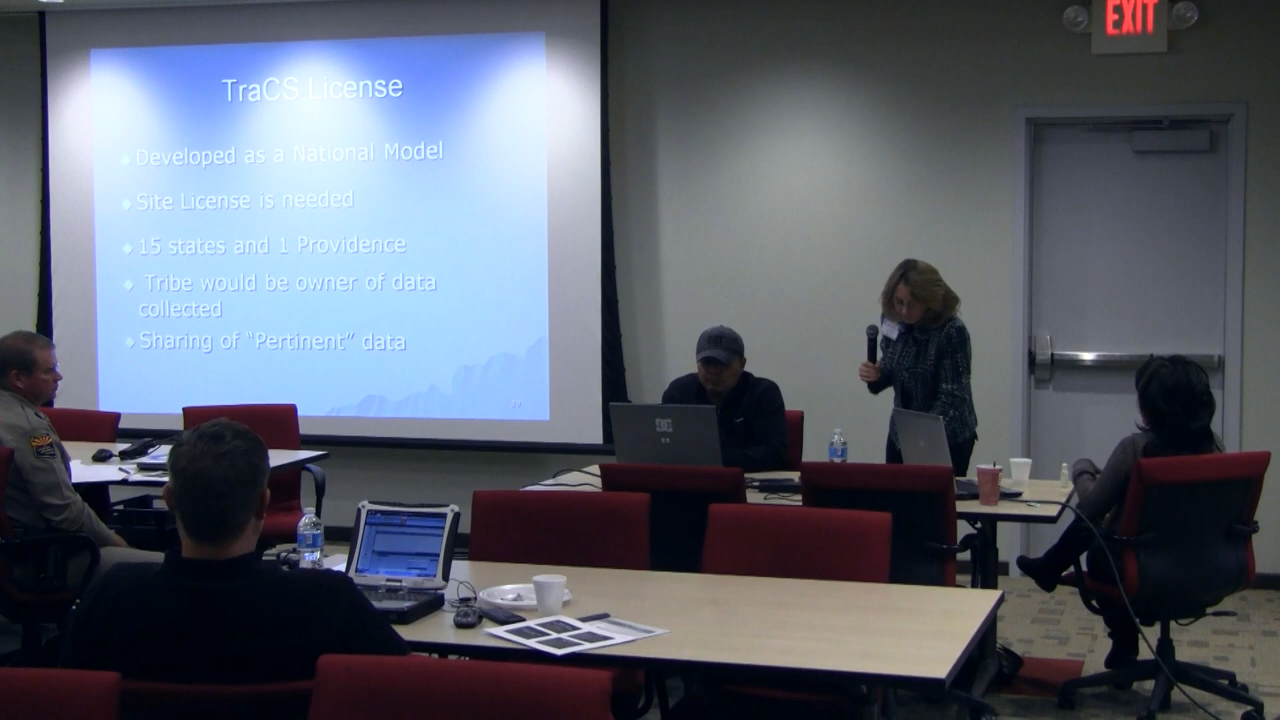 EXIT
TraCS License
Developed as a National Model
Site License is needed
15 states and 1 Providence
Tribe would be owner of data
collected
Sharing of “Pertinent” data